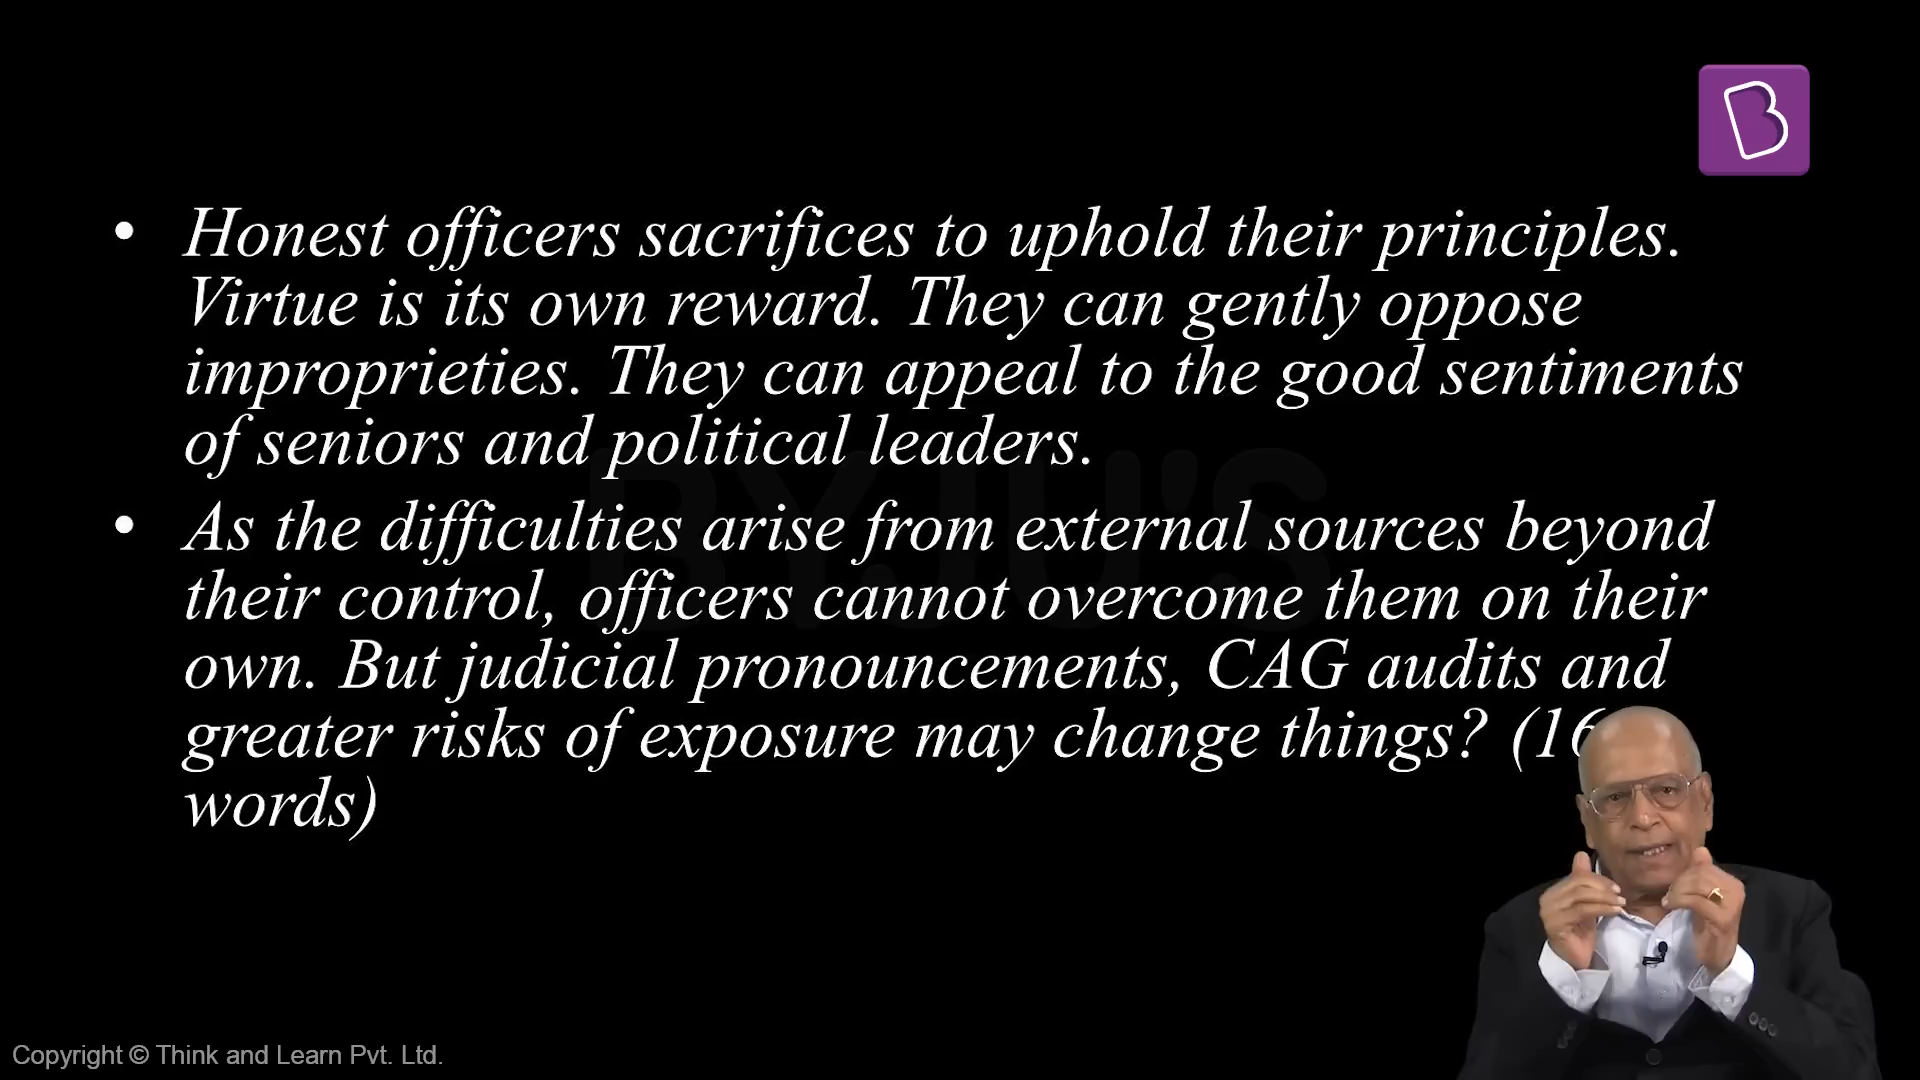 • Honest officers sacrifices to uphold their principles.
Virtue is its own reward. They can gently oppose
improprieties. They can appeal to the good sentiments
of seniors and political leaders.
• As the difficulties arise from external sources beyond
their control, officers cannot overcome them on their
own. But judicial pronouncements, CAG audits and
greater risks of exposure may change things? (16
words)
BYJU'S
Copyright © Think and Learn Pvt. Ltd.